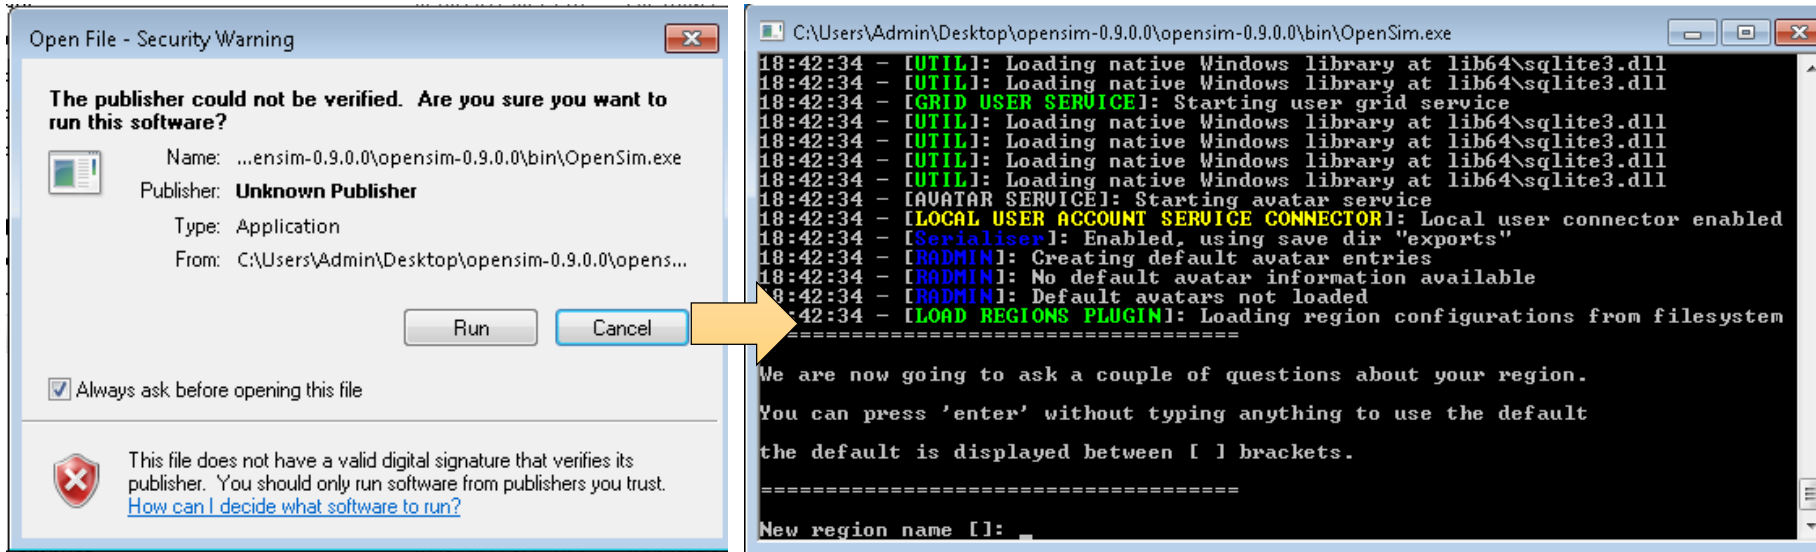 Open File - Security Warning
The publisher could not be verified. Are you sure you want to
run this software?
Name: ...ensim-0.9.0.0\opensim-0.9.0.0\bin\OpenSim.exe
Publisher: Unknown Publisher
Type: Application
From: C:\Users\Admin\Desktop\opensim-0.9.0.0\opens...
Run
Cancel
Always ask before opening this file
This file does not have a valid digital signature that verifies its
publisher. You should only run software from publishers you trust.
How can I decide what software to run?
C:\Users\Admin\Desktop\opensim-0.9.0.0\opensim-0.9.0.0\bin\OpenSim.exe
18:42:34 - [UTIL]: Loading native Windows library at lib64\sqlite3.dll
18:42:34 - [UTIL]: Loading native Windows library at lib64\sqlite3.dll
18:42:34 - [GRID USER SERVICE]: Starting user grid service
18:42:34 - [UTIL]: Loading native Windows library at lib64\sqlite3.dll
18:42:34 - [UTIL]: Loading native Windows library at lib64\sqlite3.dll
18:42:34 - [UTIL]: Loading native Windows library at lib64\sqlite3.dll
18:42:34 - [UTIL]: Loading native Windows library at lib64\sqlite3.dll
18:42:34 - [AVATAR SERVICE]: Starting avatar service
18:42:34 - [LOCAL USER ACCOUNT SERVICE CONNECTOR]: Local user connector enabled
18:42:34 - [Serialiser]: Enabled, using save dir "exports"
18:42:34 - [RADMIN]: Creating default avatar entries
18:42:34 - [RADMIN]: No default avatar information available
8:42:34 - [RADMIN]: Default avatars not loaded
42:34 - [LOAD REGIONS PLUGIN]: Loading region configurations from filesystem
=====================================
We are now going to ask a couple of questions about your region.
You can press 'enter' without typing anything to use the default
the default is displayed between [ ] brackets.
=====================================
New region name []: _